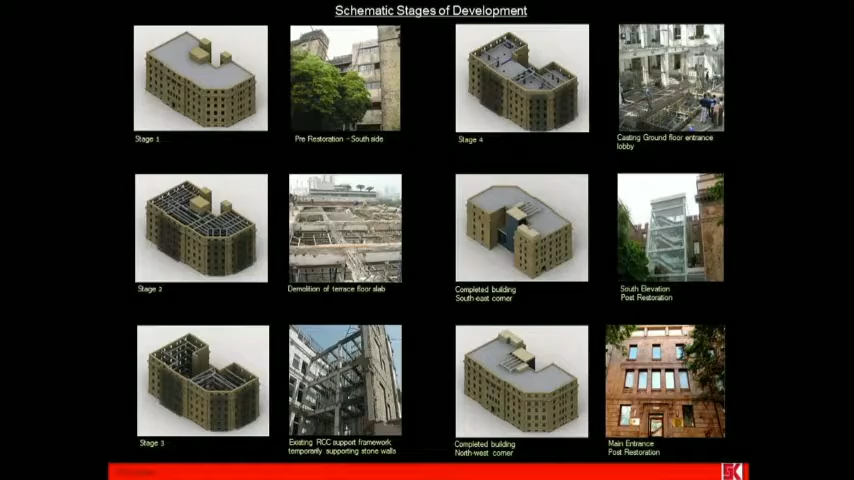 Schematic Stages of Development
Stage 1
Pre Restoration - South side
Stage 4
Casting Ground floor entrance
lobby
Stage 2
Demolition of terrace floor slab
Completed building
South-east corner
South Elevation
Post Restoration
Stage 3
Existing RCC support framework
temporarily supporting stone walls
Completed building
North-west corner
Main Entrance
Post Restoration
SK